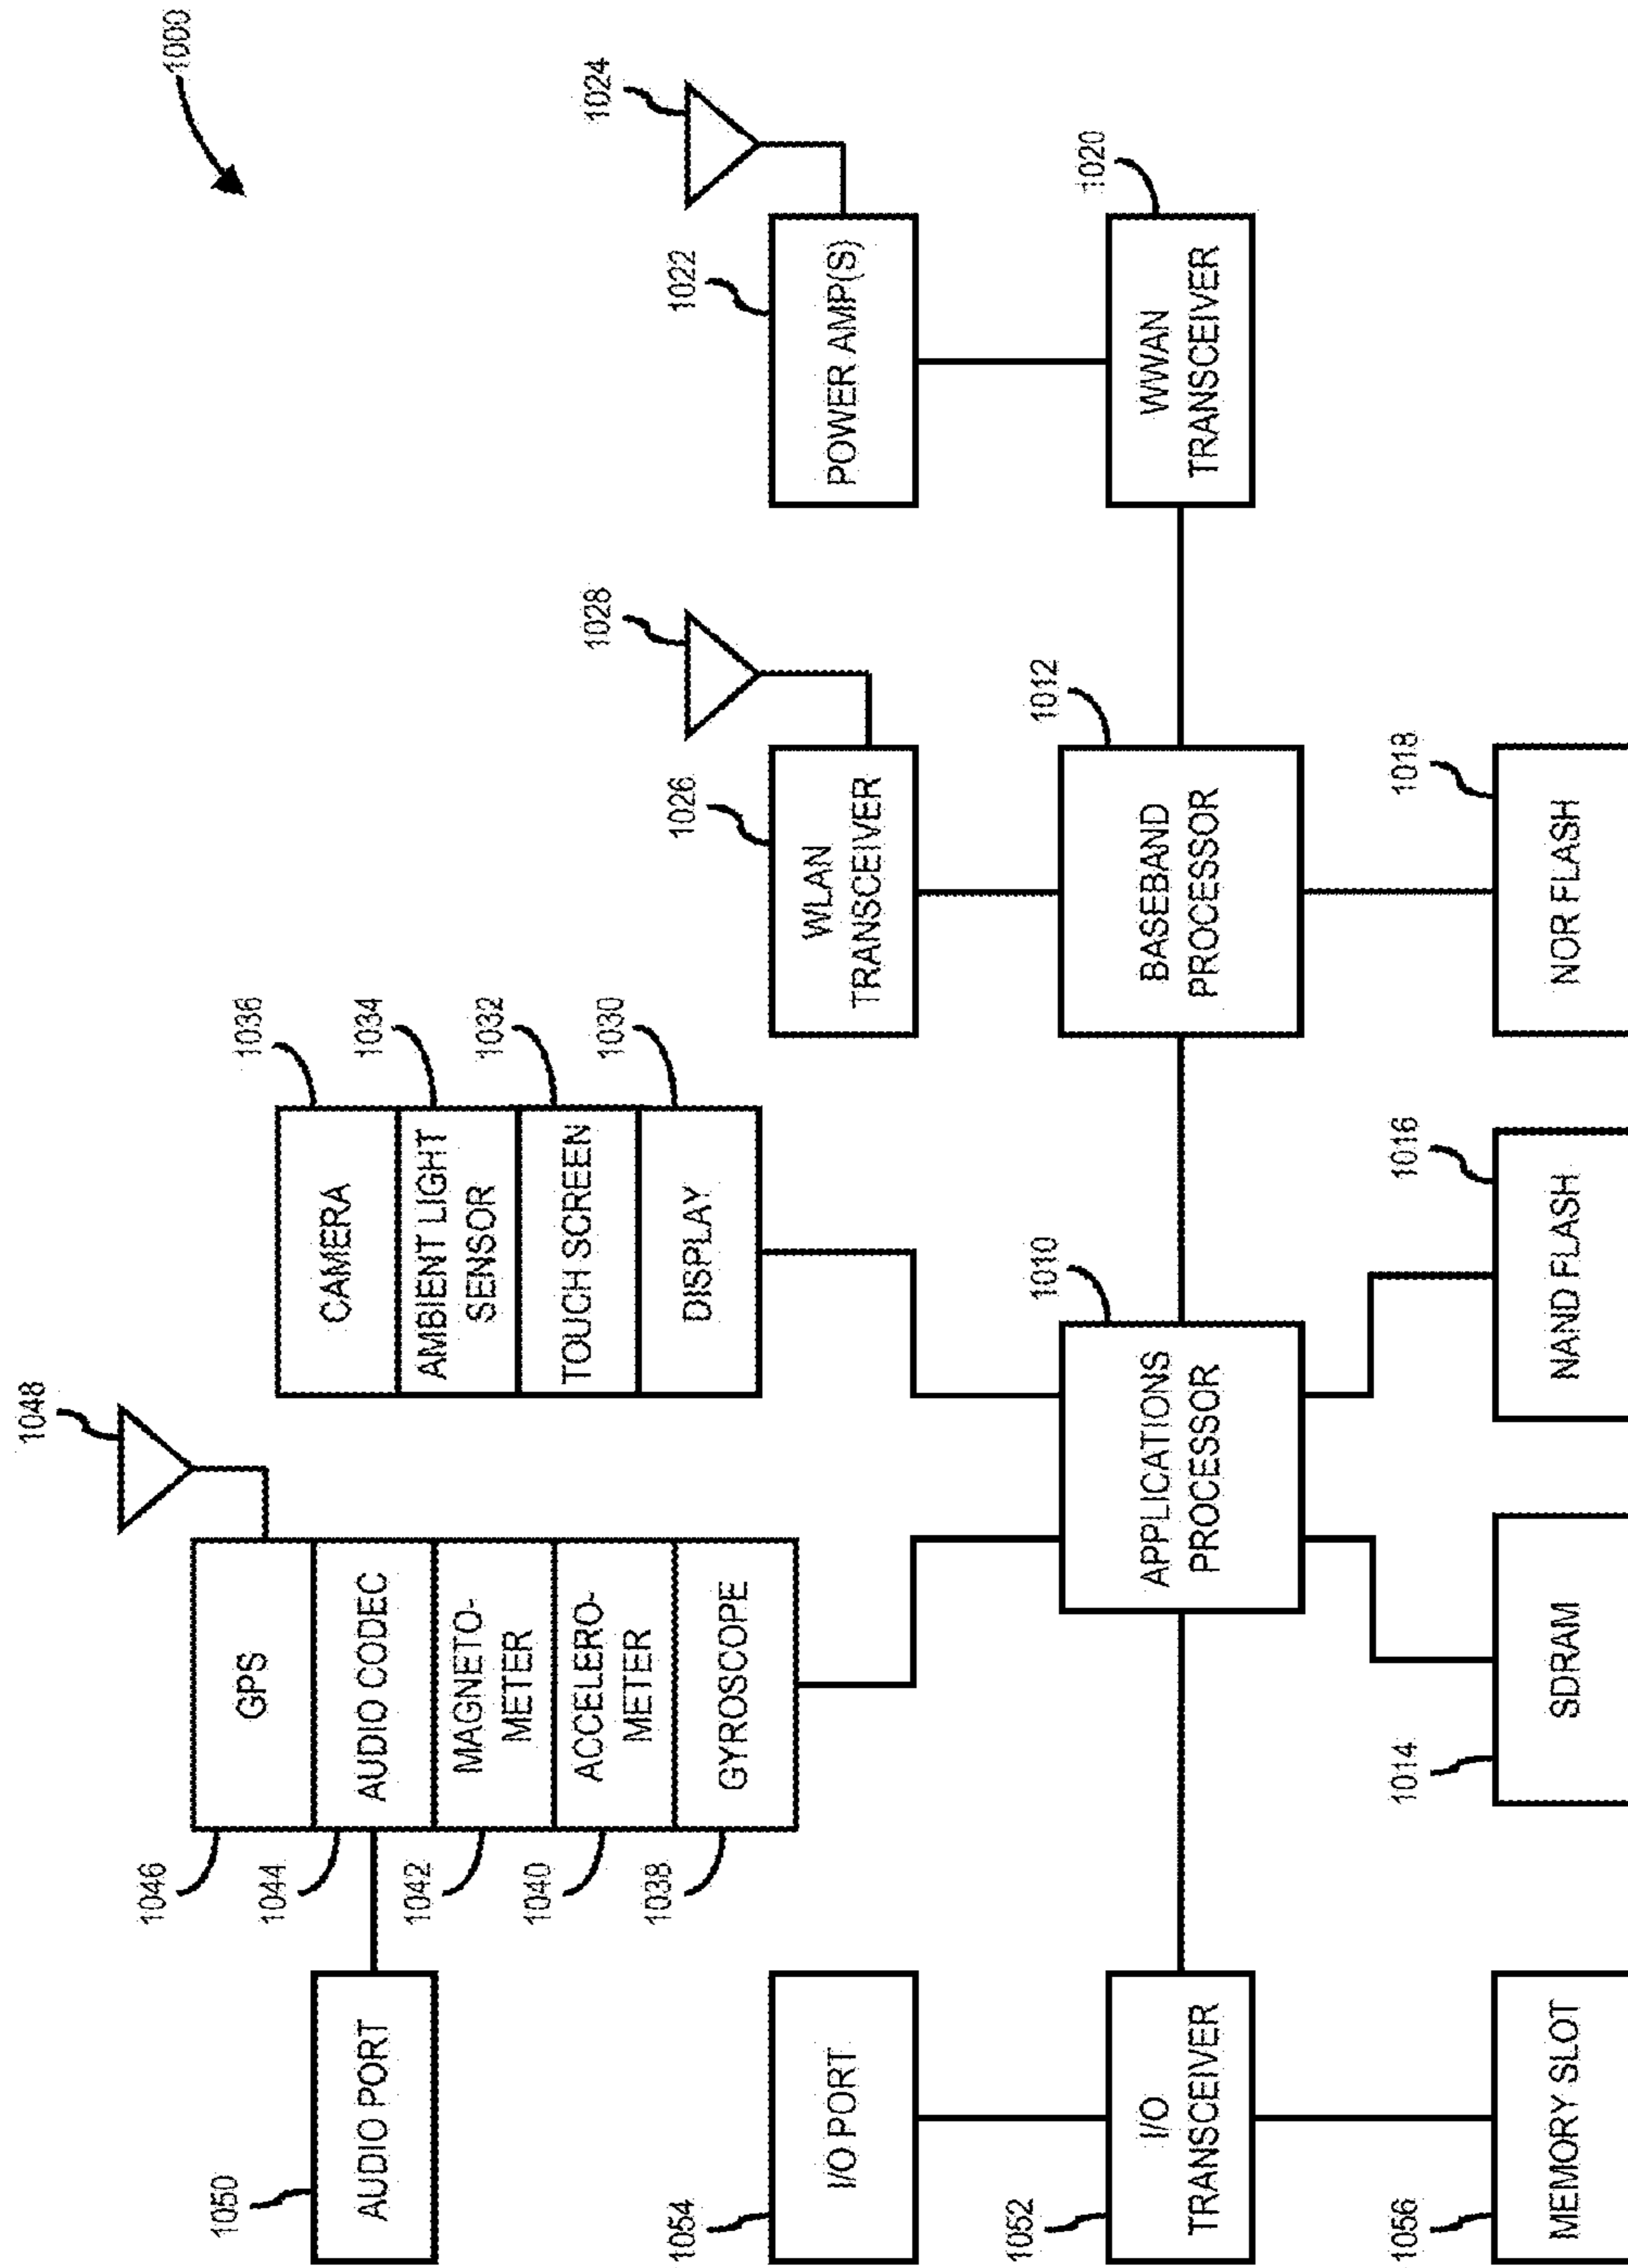 1000
1048
GPS
AUDIO CODEC
MAGNETO-
METER
ACCELERO-
METER
GYROSCOPE
1046
1044
1042
1040
1038
CAMERA
AMBIENT LIGHT
SENSOR
TOUCH SCREEN
DISPLAY
1036
1034
1032
1030
1050
AUDIO PORT
1054
I/O PORT
1026
WLAN
TRANSCEIVER
1028
1022
POWER AMP(S)
1024
1052
I/O
TRANSCEIVER
1010
APPLICATIONS
PROCESSOR
1012
BASEBAND
PROCESSOR
1020
WWAN
TRANSCEIVER
1056
MEMORY SLOT
1014
SDRAM
1016
NAND FLASH
1018
NOR FLASH